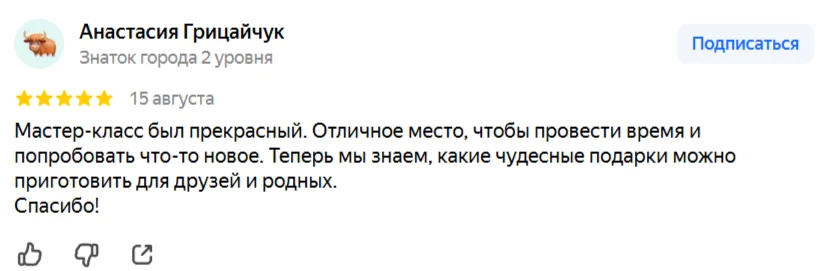 Анастасия Грицайчук
Знаток города 2 уровня
Подписаться
15 августа
Мастер-класс был прекрасный. Отличное место, чтобы провести время и
попробовать что-то новое. Теперь мы знаем, какие чудесные подарки можно
приготовить для друзей и родных.
Спасибо!